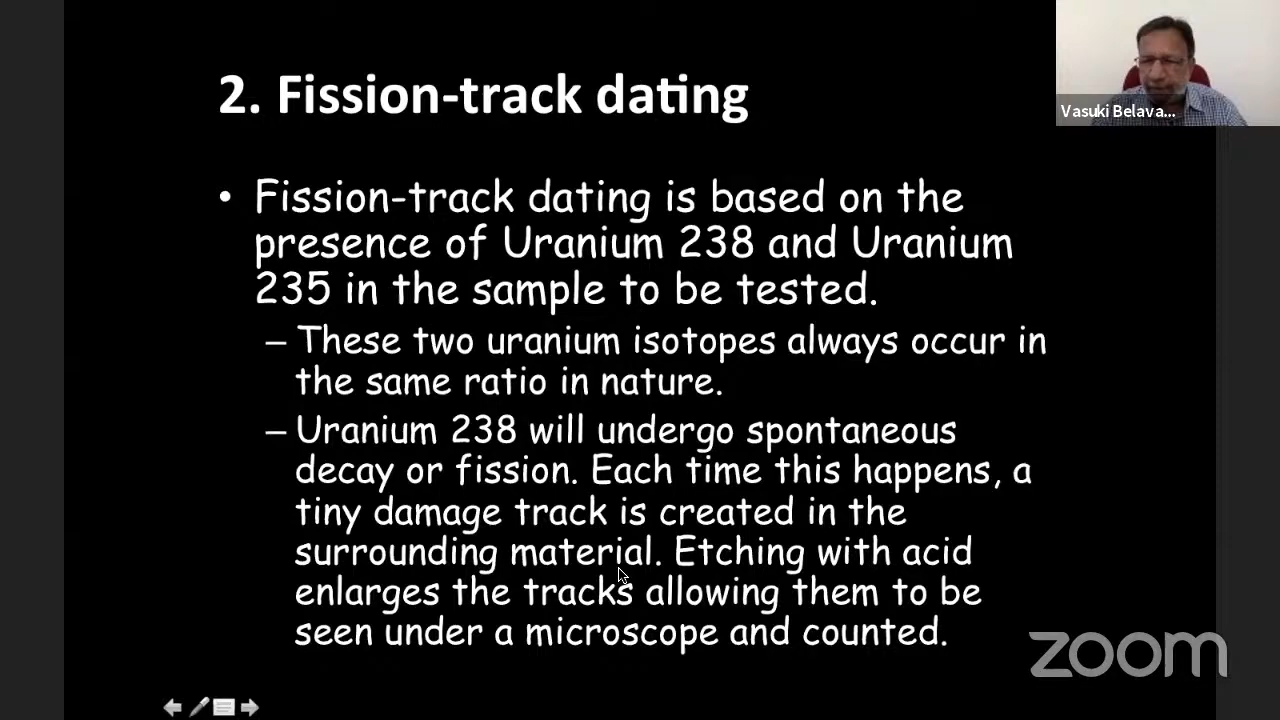 2. Fission-track dating
• Fission-track dating is based on the
presence of Uranium 238 and Uranium
235 in the sample to be tested.
– These two uranium isotopes always occur in
the same ratio in nature.
– Uranium 238 will undergo spontaneous
decay or fission. Each time this happens, a
tiny damage track is created in the
surrounding material. Etching with acid
enlarges the tracks allowing them to be
seen under a microscope and counted.
Vasuki Belava...
zoom